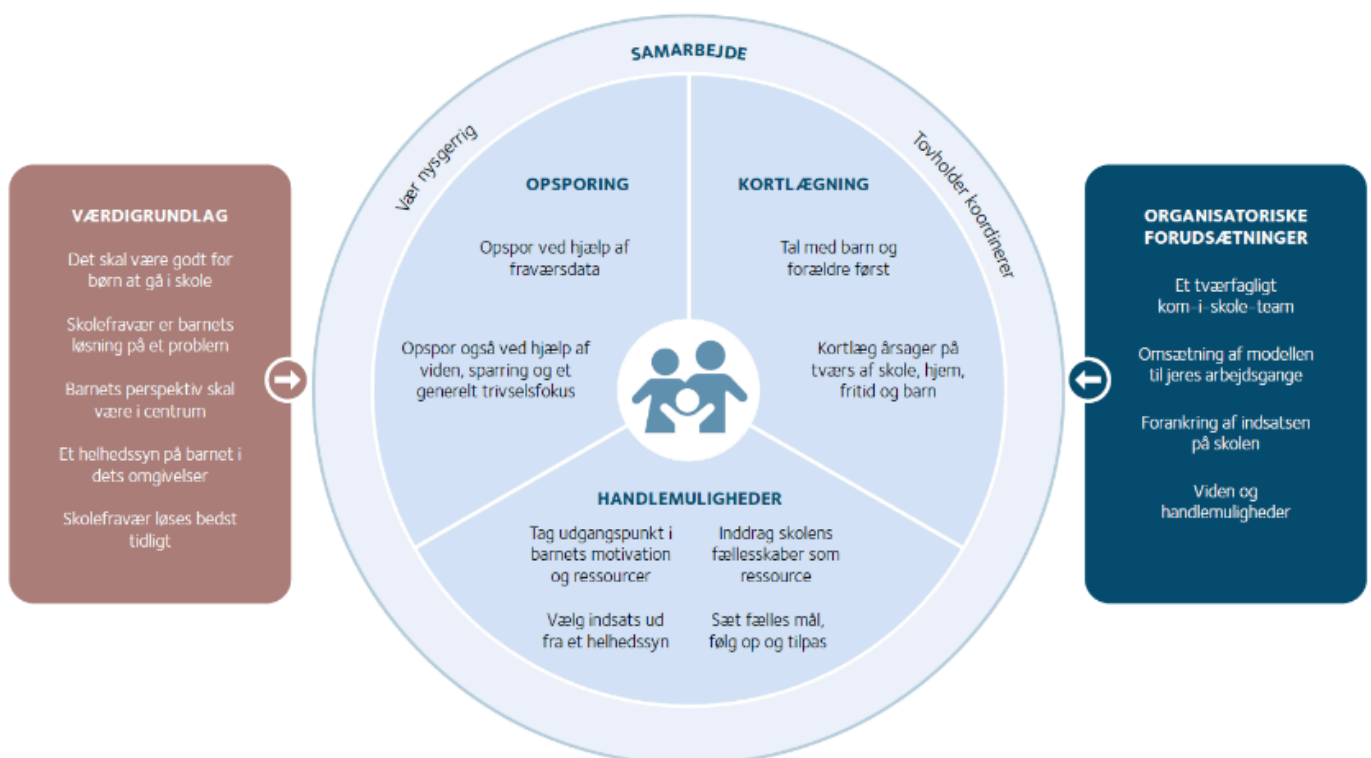 SAMARBEJDE
Vær nysgerrig
Tovholder koordinerer
VÆRDIGRUNDLAG
Det skal være godt for
børn at gå i skole
Skolefravær er barnets
løsning på et problem
Barnets perspektiv skal
være i centrum
Et helhedssyn på barnet i
dets omgivelser
Skolefravær løses bedst
tidligt
OPSPORING
Opspor ved hjælp af
fraværsdata
Opspor også ved hjælp af
viden, sparring og et
generelt trivselsfokus
KORTLÆGNING
Tal med barn og
forældre først
Kortlæg årsager på
tværs af skole, hjem,
fritid og barn
HANDLEMULIGHEDER
Tag udgangspunkt i
barnets motivation
og ressourcer
Inddrag skolens
fællesskaber som
ressource
Vælg indsats ud
fra et helhedssyn
Sæt fælles mål,
følg op og tilpas
ORGANISATORISKE
FORUDSÆTNINGER
Et tværfagligt
kom-i-skole-team
Omsætning af modellen
til jeres arbejdsgange
Forankring af indsatsen
på skolen
Viden og
handlemuligheder